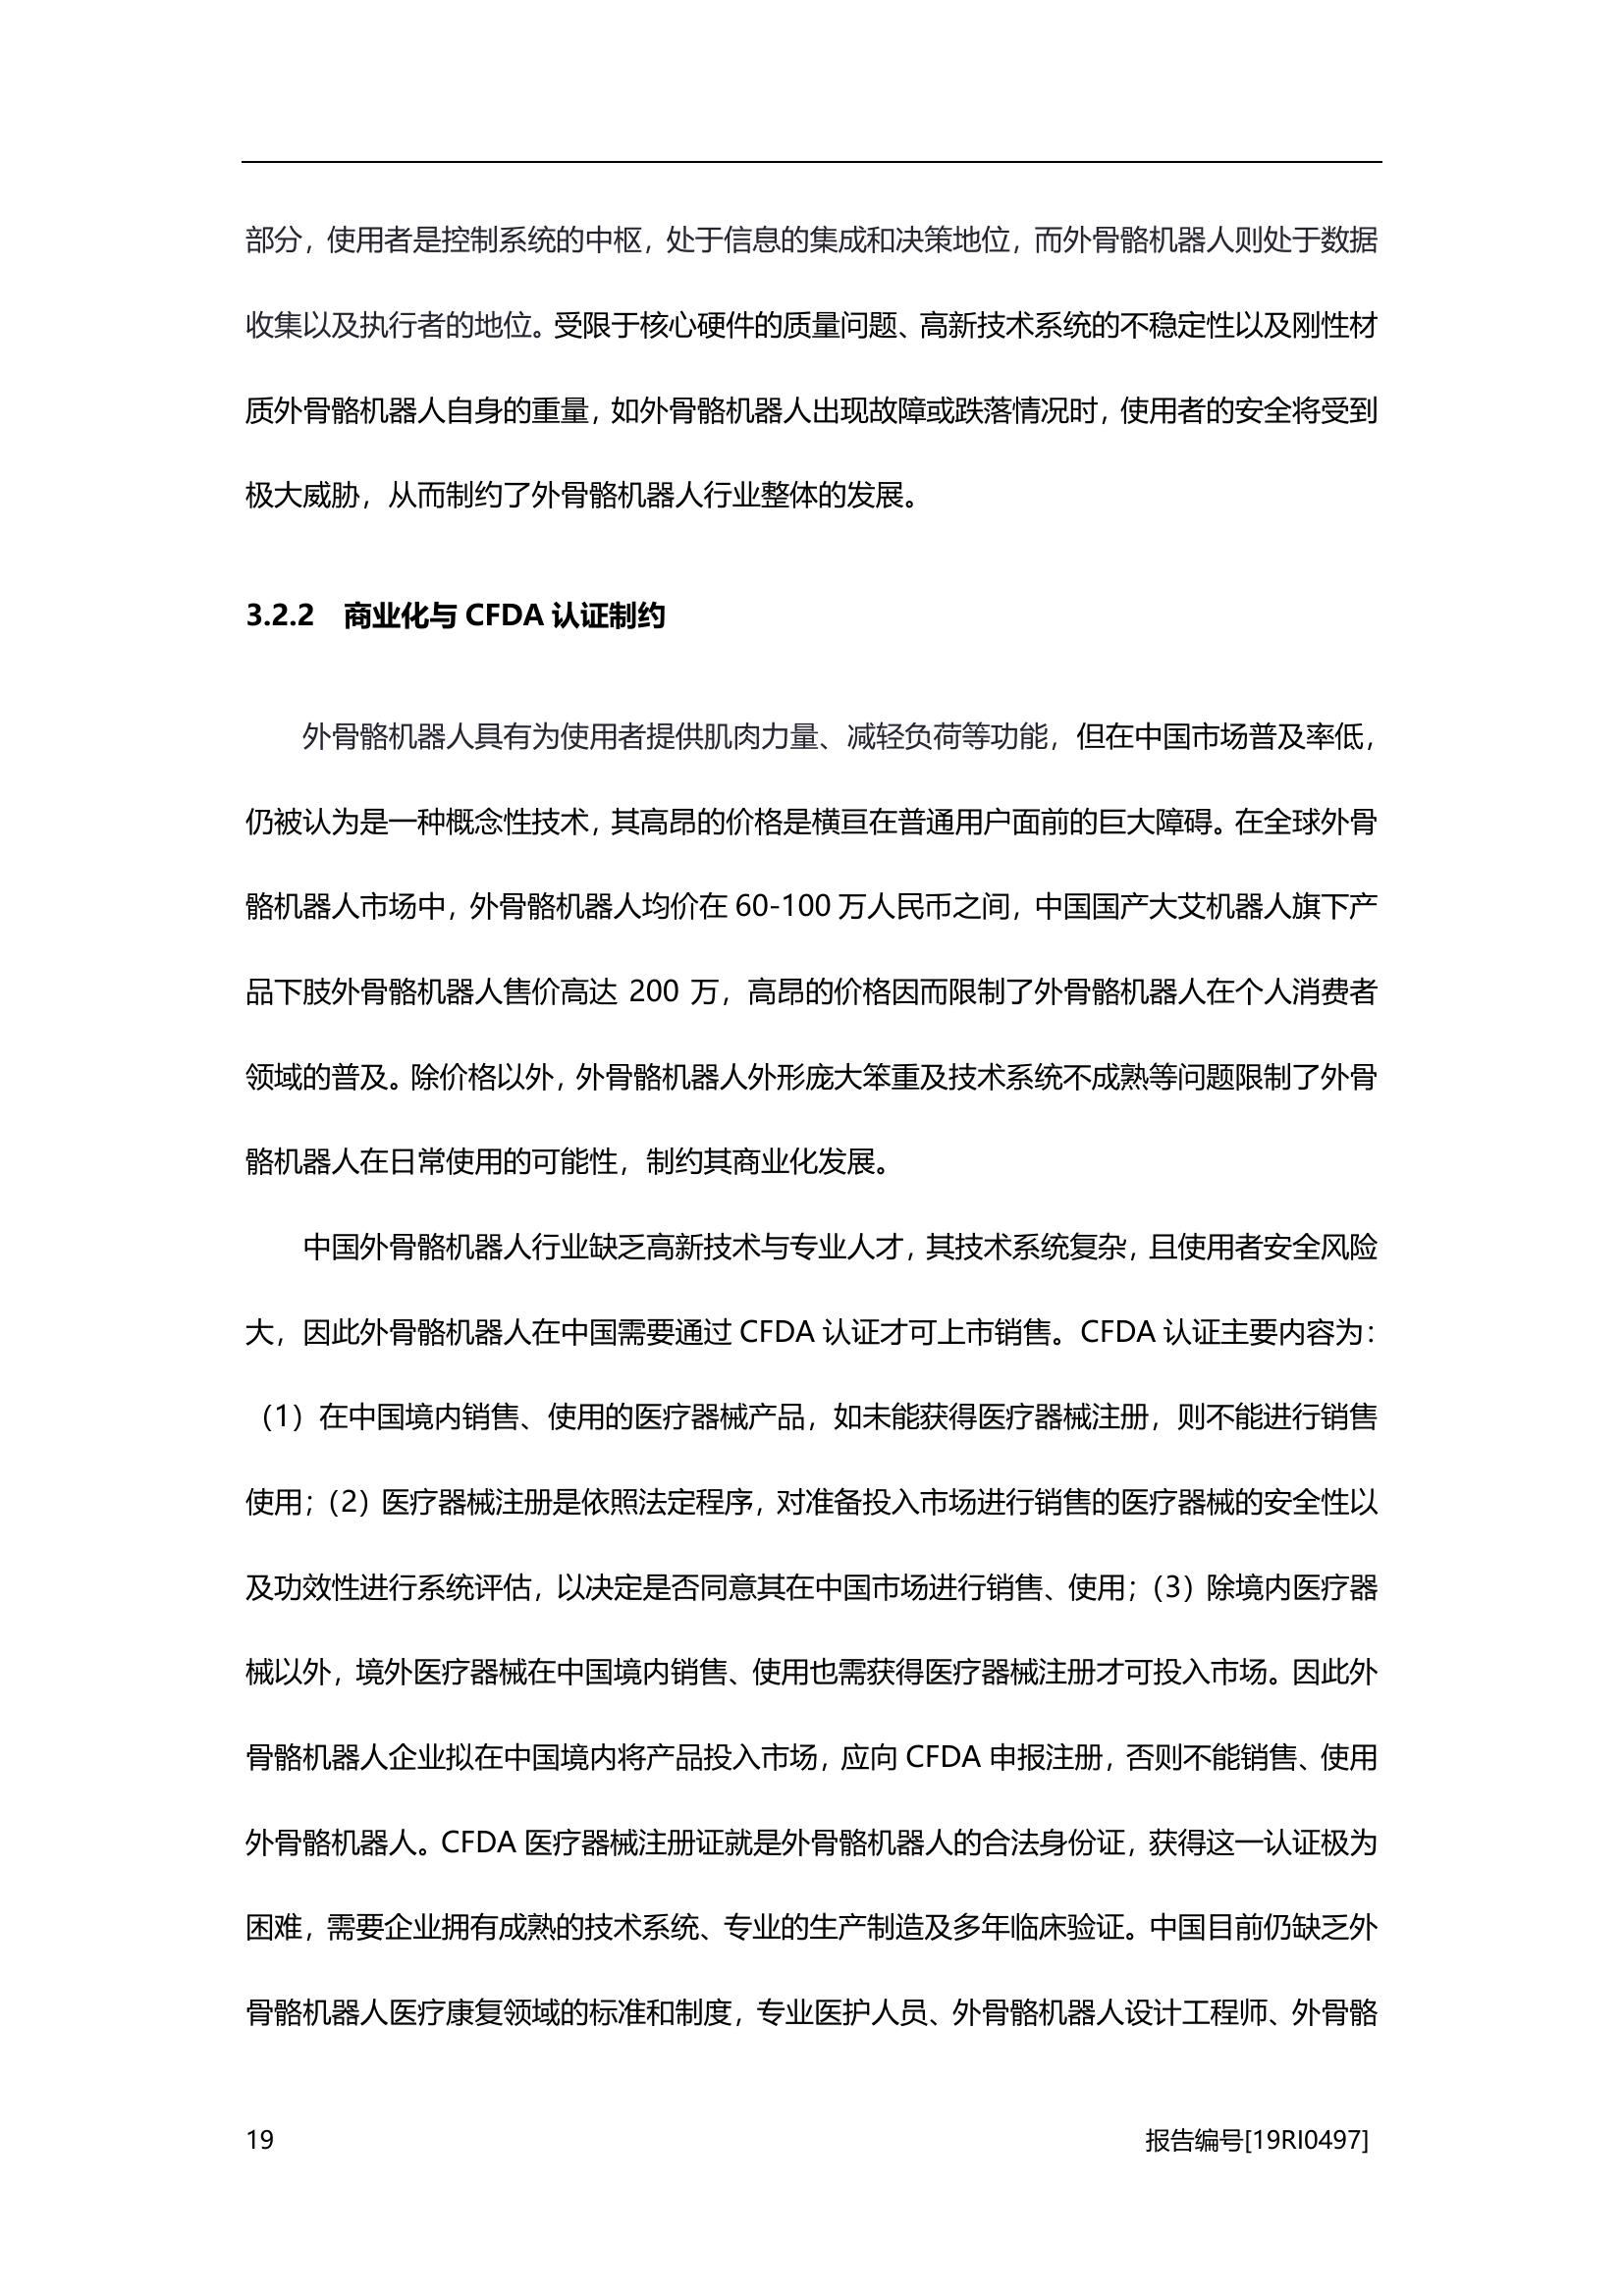 部分，使用者是控制系统的中枢，处于信息的集成和决策地位，而外骨骼机器人则处于数据
收集以及执行者的地位。受限于核心硬件的质量问题、高新技术系统的不稳定性以及刚性材
质外骨骼机器人自身的重量，如外骨骼机器人出现故障或跌落情况时，使用者的安全将受到
极大威胁，从而制约了外骨骼机器人行业整体的发展。
3.2.2 商业化与 CFDA 认证制约
外骨骼机器人具有为使用者提供肌肉力量、减轻负荷等功能，但在中国市场普及率低，
仍被认为是一种概念性技术，其高昂的价格是横亘在普通用户面前的巨大障碍。在全球外骨
骼机器人市场中，外骨骼机器人均价在 60-100 万人民币之间，中国国产大艾机器人旗下产
品下肢外骨骼机器人售价高达 200 万，高昂的价格因而限制了外骨骼机器人在个人消费者
领域的普及。除价格以外，外骨骼机器人外形庞大笨重及技术系统不成熟等问题限制了外骨
骼机器人在日常使用的可能性，制约其商业化发展。
中国外骨骼机器人行业缺乏高新技术与专业人才，其技术系统复杂，且使用者安全风险
大，因此外骨骼机器人在中国需要通过 CFDA 认证才可上市销售。CFDA 认证主要内容为：
（1）在中国境内销售、使用的医疗器械产品，如未能获得医疗器械注册，则不能进行销售
使用；（2）医疗器械注册是依照法定程序，对准备投入市场进行销售的医疗器械的安全性以
及功效性进行系统评估，以决定是否同意其在中国市场进行销售、使用；（3）除境内医疗器
械以外，境外医疗器械在中国境内销售、使用也需获得医疗器械注册才可投入市场。因此外
骨骼机器人企业拟在中国境内将产品投入市场，应向 CFDA 申报注册，否则不能销售、使用
外骨骼机器人。CFDA 医疗器械注册证就是外骨骼机器人的合法身份证，获得这一认证极为
困难，需要企业拥有成熟的技术系统、专业的生产制造及多年临床验证。中国目前仍缺乏外
骨骼机器人医疗康复领域的标准和制度，专业医护人员、外骨骼机器人设计工程师、外骨骼
19 报告编号[19RI0497]